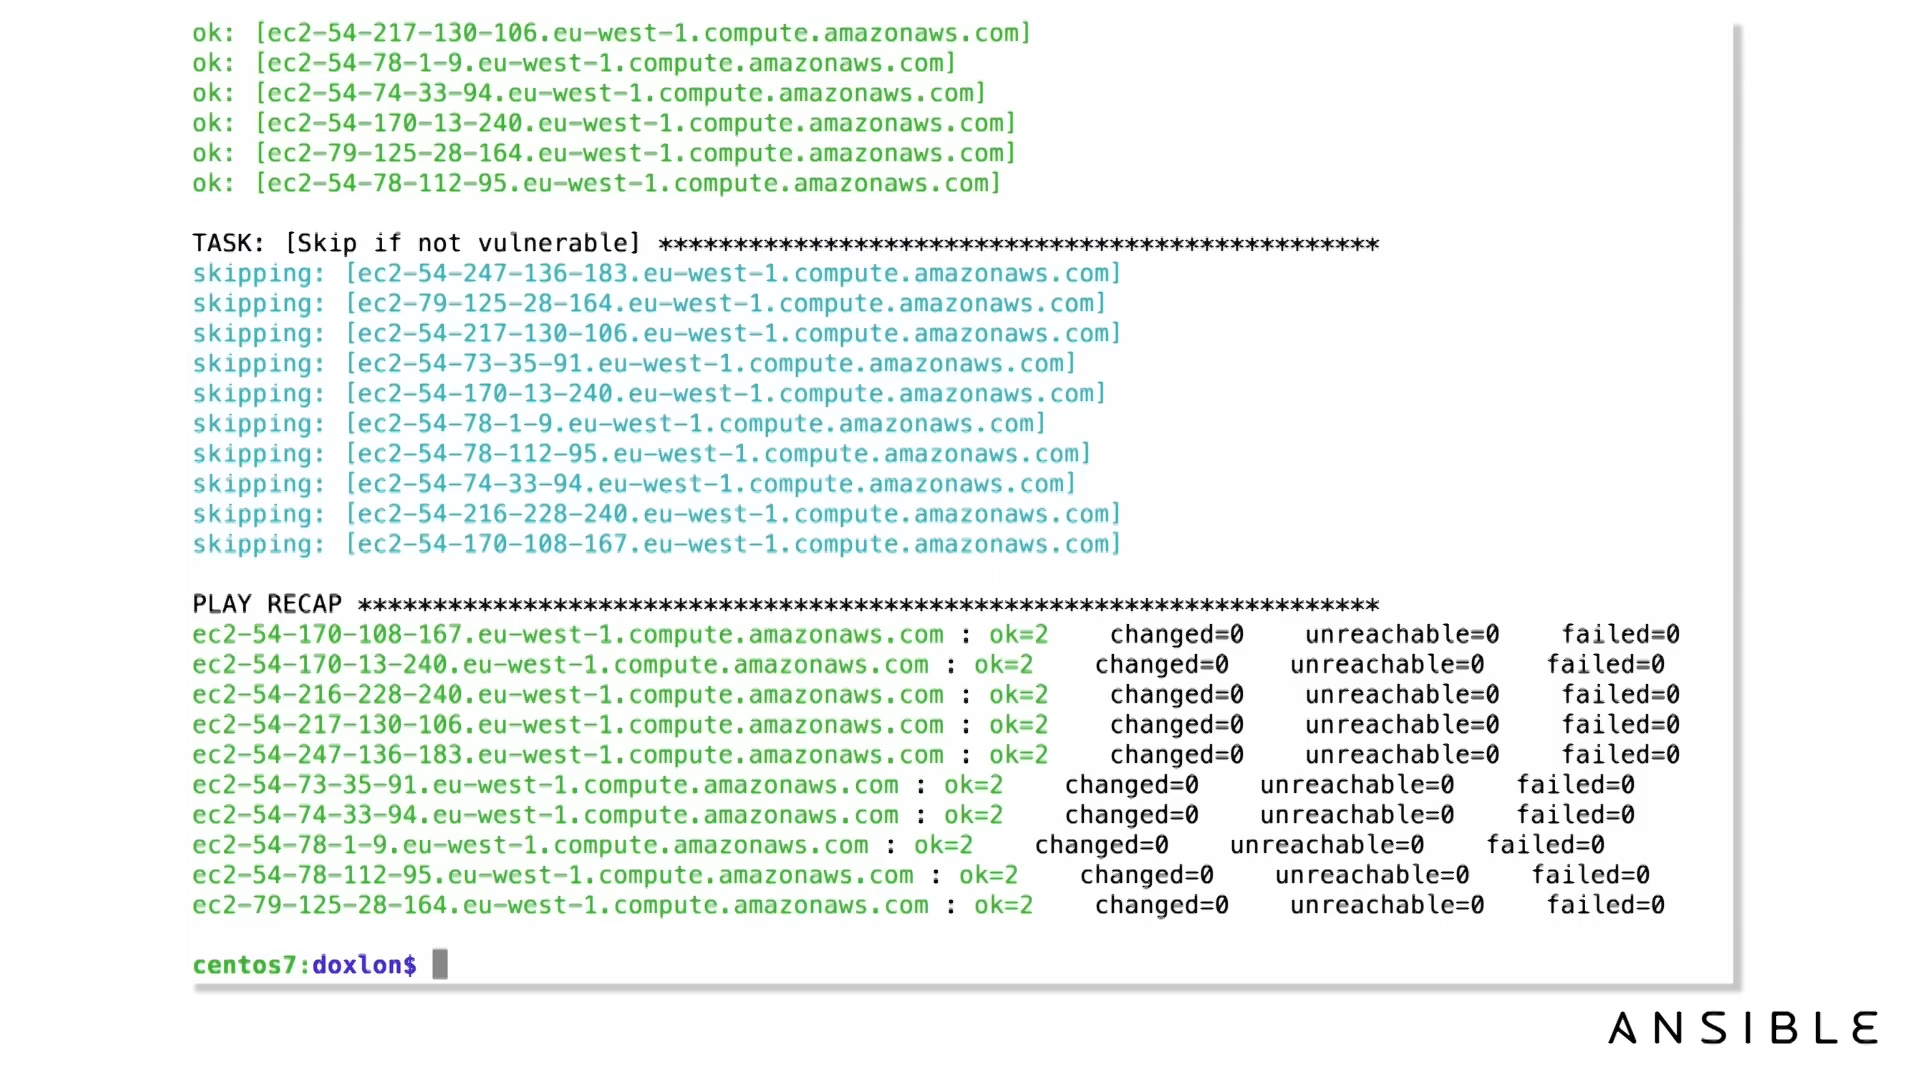 ok: [ec2-54-217-130-106.eu-west-1.compute.amazonaws.com]
ok: [ec2-54-78-1-9.eu-west-1.compute.amazonaws.com]
ok: [ec2-54-74-33-94.eu-west-1.compute.amazonaws.com]
ok: [ec2-54-170-13-240.eu-west-1.compute.amazonaws.com]
ok: [ec2-79-125-28-164.eu-west-1.compute.amazonaws.com]
ok: [ec2-54-78-112-95.eu-west-1.compute.amazonaws.com]
TASK: [Skip if not vulnerable] ************************************************
skipping: [ec2-54-247-136-183.eu-west-1.compute.amazonaws.com]
skipping: [ec2-79-125-28-164.eu-west-1.compute.amazonaws.com]
skipping: [ec2-54-217-130-106.eu-west-1.compute.amazonaws.com]
skipping: [ec2-54-73-35-91.eu-west-1.compute.amazonaws.com]
skipping: [ec2-54-170-13-240.eu-west-1.compute.amazonaws.com]
skipping: [ec2-54-78-1-9.eu-west-1.compute.amazonaws.com]
skipping: [ec2-54-78-112-95.eu-west-1.compute.amazonaws.com]
skipping: [ec2-54-74-33-94.eu-west-1.compute.amazonaws.com]
skipping: [ec2-54-216-228-240.eu-west-1.compute.amazonaws.com]
skipping: [ec2-54-170-108-167.eu-west-1.compute.amazonaws.com]
PLAY RECAP ********************************************************************
ec2-54-170-108-167.eu-west-1.compute.amazonaws.com : ok=2    changed=0    unreachable=0    failed=0
ec2-54-170-13-240.eu-west-1.compute.amazonaws.com : ok=2    changed=0    unreachable=0    failed=0
ec2-54-216-228-240.eu-west-1.compute.amazonaws.com : ok=2    changed=0    unreachable=0    failed=0
ec2-54-217-130-106.eu-west-1.compute.amazonaws.com : ok=2    changed=0    unreachable=0    failed=0
ec2-54-247-136-183.eu-west-1.compute.amazonaws.com : ok=2    changed=0    unreachable=0    failed=0
ec2-54-73-35-91.eu-west-1.compute.amazonaws.com : ok=2    changed=0    unreachable=0    failed=0
ec2-54-74-33-94.eu-west-1.compute.amazonaws.com : ok=2    changed=0    unreachable=0    failed=0
ec2-54-78-1-9.eu-west-1.compute.amazonaws.com : ok=2    changed=0    unreachable=0    failed=0
ec2-54-78-112-95.eu-west-1.compute.amazonaws.com : ok=2    changed=0    unreachable=0    failed=0
ec2-79-125-28-164.eu-west-1.compute.amazonaws.com : ok=2    changed=0    unreachable=0    failed=0
centos7:doxlon$
ANSIBLE